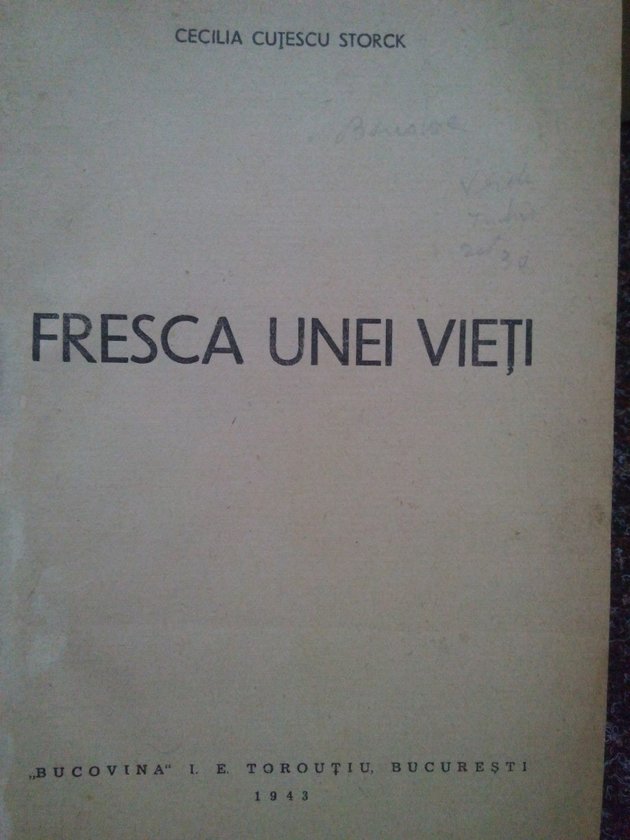 CECILIA CUȚESCU STORCK
FRESCA UNEI VIEȚI
„BUCOVINA“ I. E. TOROUȚIU, BUCUREȘTI
1943